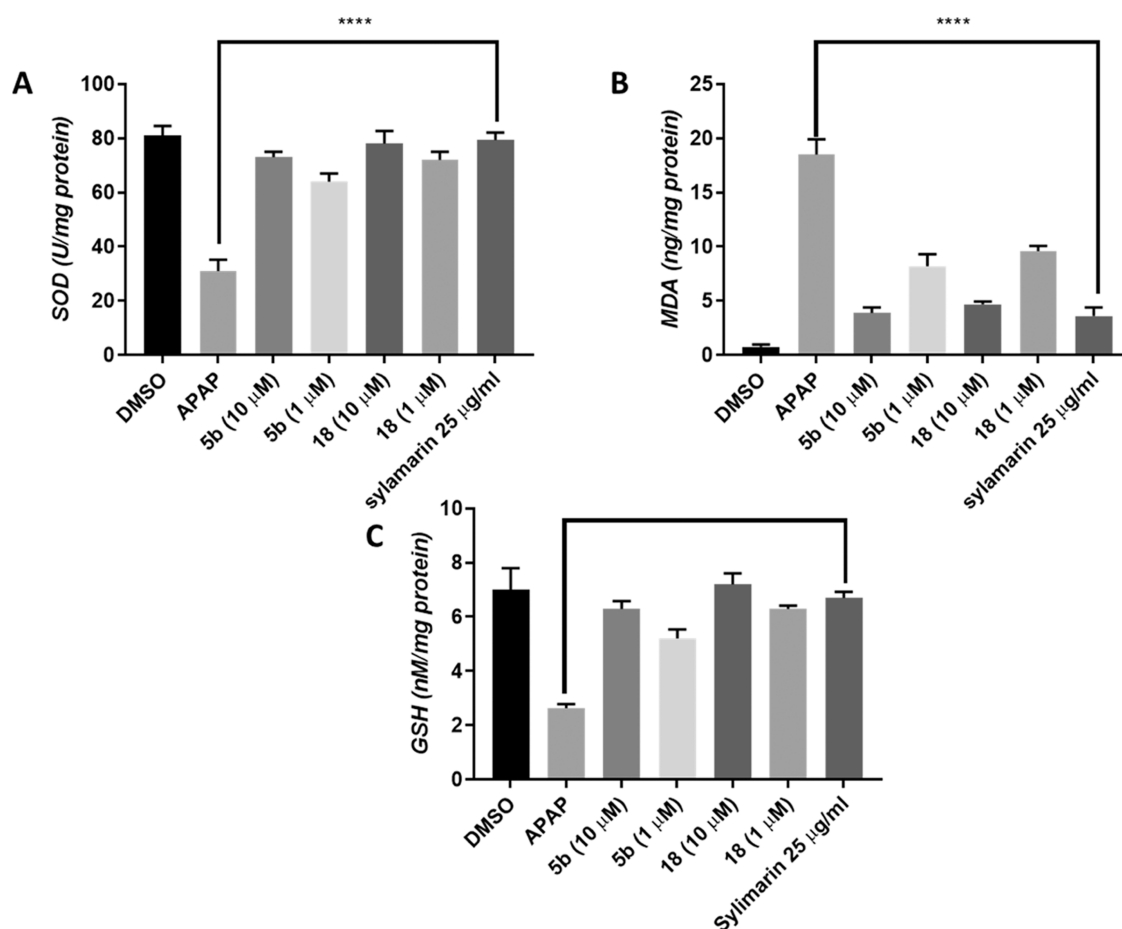 ****
A
SOD (U/mg protein)
100
80
60
40
20
0
DMSO
APAP
5b (10 μM)
5b (1 μM)
18 (10 μM)
18 (1 μM)
sylamarin 25 μg/ml
****
B
MDA (ng/mg protein)
25
20
15
10
5
0
DMSO
APAP
5b (10 μM)
5b (1 μM)
18 (10 μM)
18 (1 μM)
sylamarin 25 μg/ml
C
GSH (nM/mg protein)
10
8
6
4
2
0
DMSO
APAP
5b (10 μM)
5b (1 μM)
18 (10 μM)
18 (1 μM)
Sylimarin 25 μg/ml